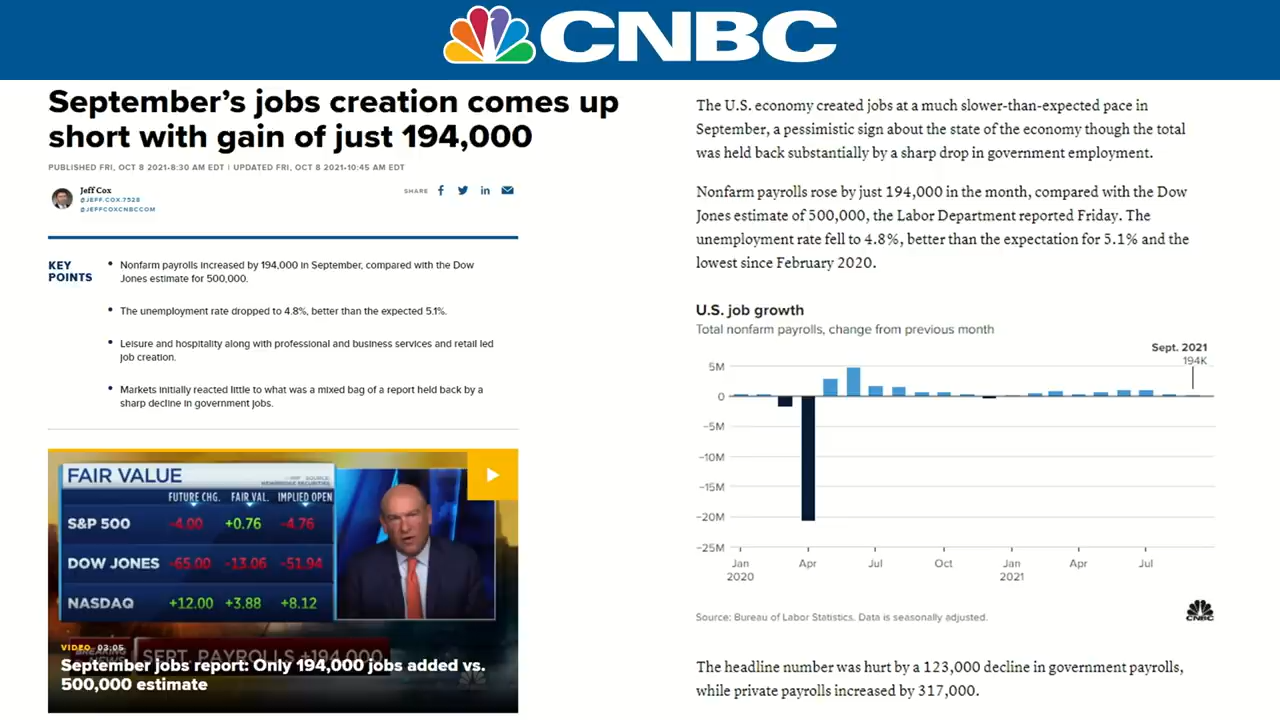 CNBC
September’s jobs creation comes up
short with gain of just 194,000
PUBLISHED FRI, OCT 8 2021•8:30 AM EDT | UPDATED FRI, OCT 8 2021•10:45 AM EDT
Jeff Cox
@JEFF.COX.7528
@JEFFCOXCNBCCOM
SHARE
KEY
POINTS
• Nonfarm payrolls increased by 194,000 in September, compared with the Dow
Jones estimate for 500,000.
• The unemployment rate dropped to 4.8%, better than the expected 5.1%.
• Leisure and hospitality along with professional and business services and retail led
job creation.
• Markets initially reacted little to what was a mixed bag of a report held back by a
sharp decline in government jobs.
FAIR VALUE
SOURCE:
NEWBRIDGE SECURITIES
FUTURE CHG. FAIR VAL. IMPLIED OPEN
S&P 500 -4.00 +0.76 -4.76
DOW JONES -65.00 -13.06 -51.94
NASDAQ +12.00 +3.88 +8.12
VIDEO 03:05
BREAKING
NEWS
SEPT. PAYROLLS +194,000
September jobs report: Only 194,000 jobs added vs.
500,000 estimate
The U.S. economy created jobs at a much slower-than-expected pace in
September, a pessimistic sign about the state of the economy though the total
was held back substantially by a sharp drop in government employment.
Nonfarm payrolls rose by just 194,000 in the month, compared with the Dow
Jones estimate of 500,000, the Labor Department reported Friday. The
unemployment rate fell to 4.8%, better than the expectation for 5.1% and the
lowest since February 2020.
U.S. job growth
Total nonfarm payrolls, change from previous month
Sept. 2021
194K
5M
0
−5M
−10M
−15M
−20M
−25M
Jan Apr Jul Oct Jan Apr Jul
2020 2021
Source: Bureau of Labor Statistics. Data is seasonally adjusted.
CNBC
The headline number was hurt by a 123,000 decline in government payrolls,
while private payrolls increased by 317,000.